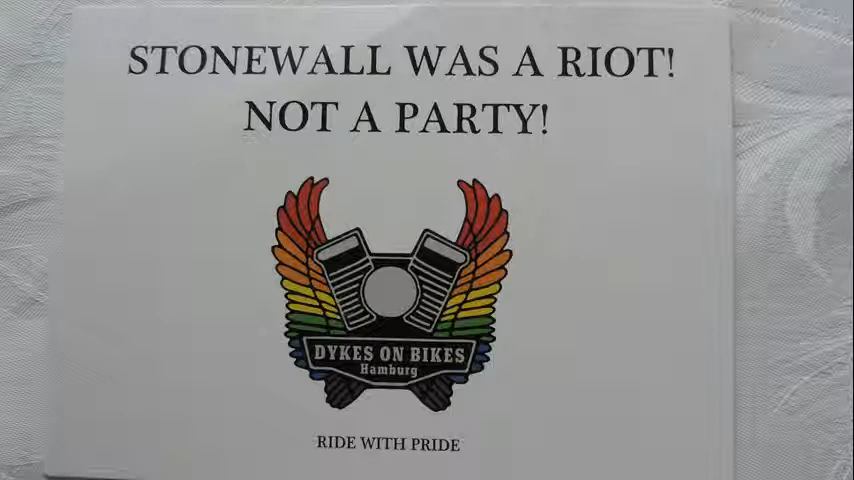 STONEWALL WAS A RIOT!
NOT A PARTY!
DYKES ON BIKES
Hamburg
RIDE WITH PRIDE